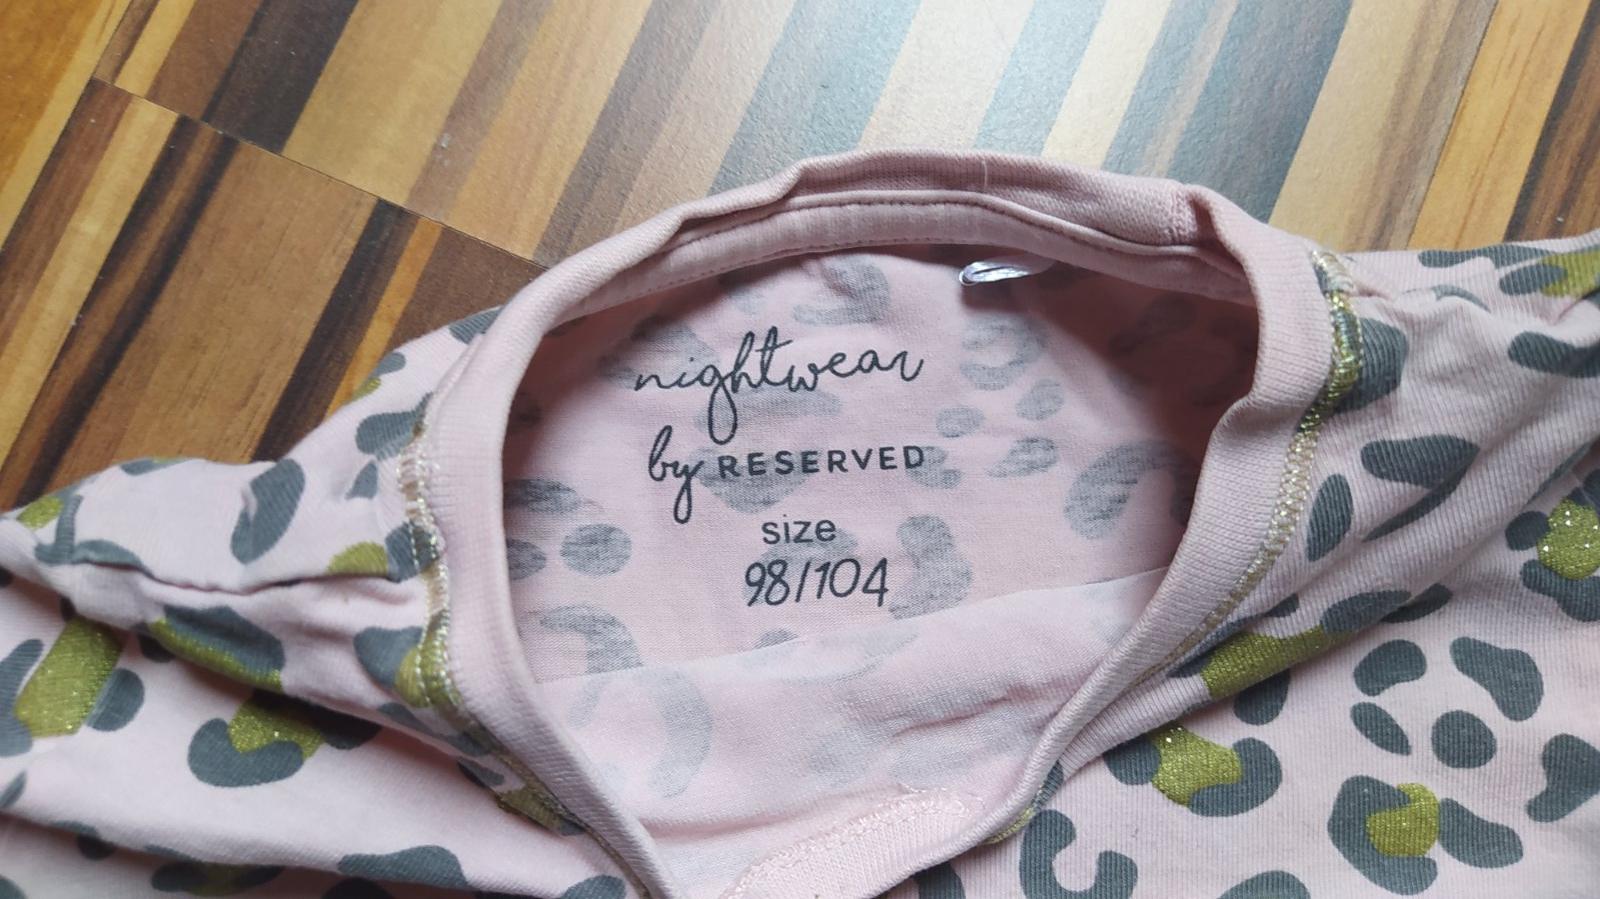 nightwear
by RESERVED
size
98/104